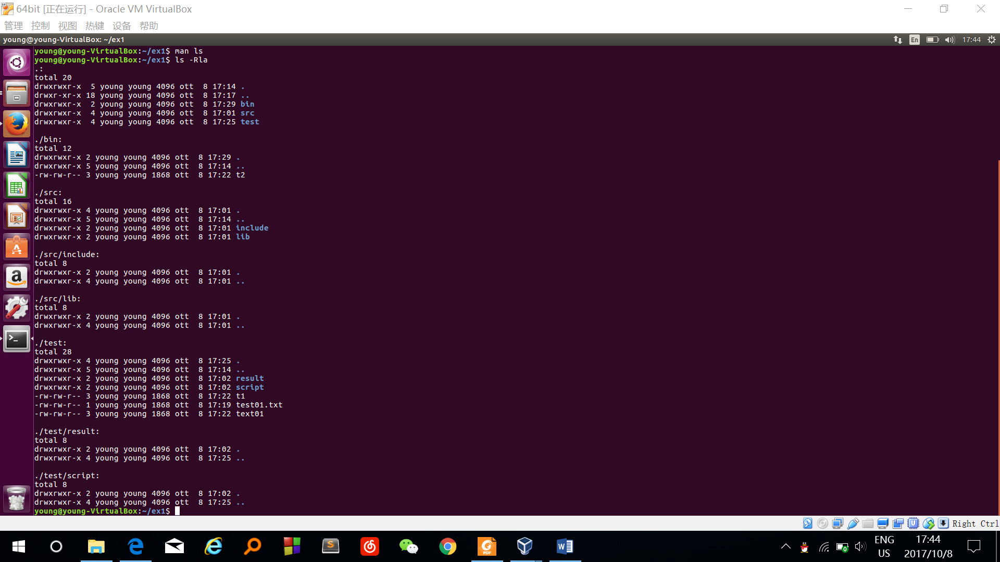 64bit [正在运行] - Oracle VM VirtualBox
管理 控制 视图 热键 设备 帮助
young@young-VirtualBox: ~/ex1
En 17:44
young@young-VirtualBox:~/ex1$ man ls
young@young-VirtualBox:~/ex1$ ls -Rla
.:
total 20
drwxrwxr-x  5 young young 4096 ott  8 17:14 .
drwxr-xr-x 18 young young 4096 ott  8 17:17 ..
drwxrwxr-x  2 young young 4096 ott  8 17:29 bin
drwxrwxr-x  4 young young 4096 ott  8 17:01 src
drwxrwxr-x  4 young young 4096 ott  8 17:25 test
./bin:
total 12
drwxrwxr-x 2 young young 4096 ott  8 17:29 .
drwxrwxr-x 5 young young 4096 ott  8 17:14 ..
-rw-rw-r-- 3 young young 1868 ott  8 17:22 t2
./src:
total 16
drwxrwxr-x 4 young young 4096 ott  8 17:01 .
drwxrwxr-x 5 young young 4096 ott  8 17:14 ..
drwxrwxr-x 2 young young 4096 ott  8 17:01 include
drwxrwxr-x 2 young young 4096 ott  8 17:01 lib
./src/include:
total 8
drwxrwxr-x 2 young young 4096 ott  8 17:01 .
drwxrwxr-x 4 young young 4096 ott  8 17:01 ..
./src/lib:
total 8
drwxrwxr-x 2 young young 4096 ott  8 17:01 .
drwxrwxr-x 4 young young 4096 ott  8 17:01 ..
./test:
total 28
drwxrwxr-x 4 young young 4096 ott  8 17:25 .
drwxrwxr-x 5 young young 4096 ott  8 17:14 ..
drwxrwxr-x 2 young young 4096 ott  8 17:02 result
drwxrwxr-x 2 young young 4096 ott  8 17:02 script
-rw-rw-r-- 3 young young 1868 ott  8 17:22 t1
-rw-rw-r-- 1 young young 1868 ott  8 17:19 test01.txt
-rw-rw-r-- 3 young young 1868 ott  8 17:22 text01
./test/result:
total 8
drwxrwxr-x 2 young young 4096 ott  8 17:02 .
drwxrwxr-x 4 young young 4096 ott  8 17:25 ..
./test/script:
total 8
drwxrwxr-x 2 young young 4096 ott  8 17:02 .
drwxrwxr-x 4 young young 4096 ott  8 17:25 ..
young@young-VirtualBox:~/ex1$
Right Ctrl
ENG 17:44
US 2017/10/8